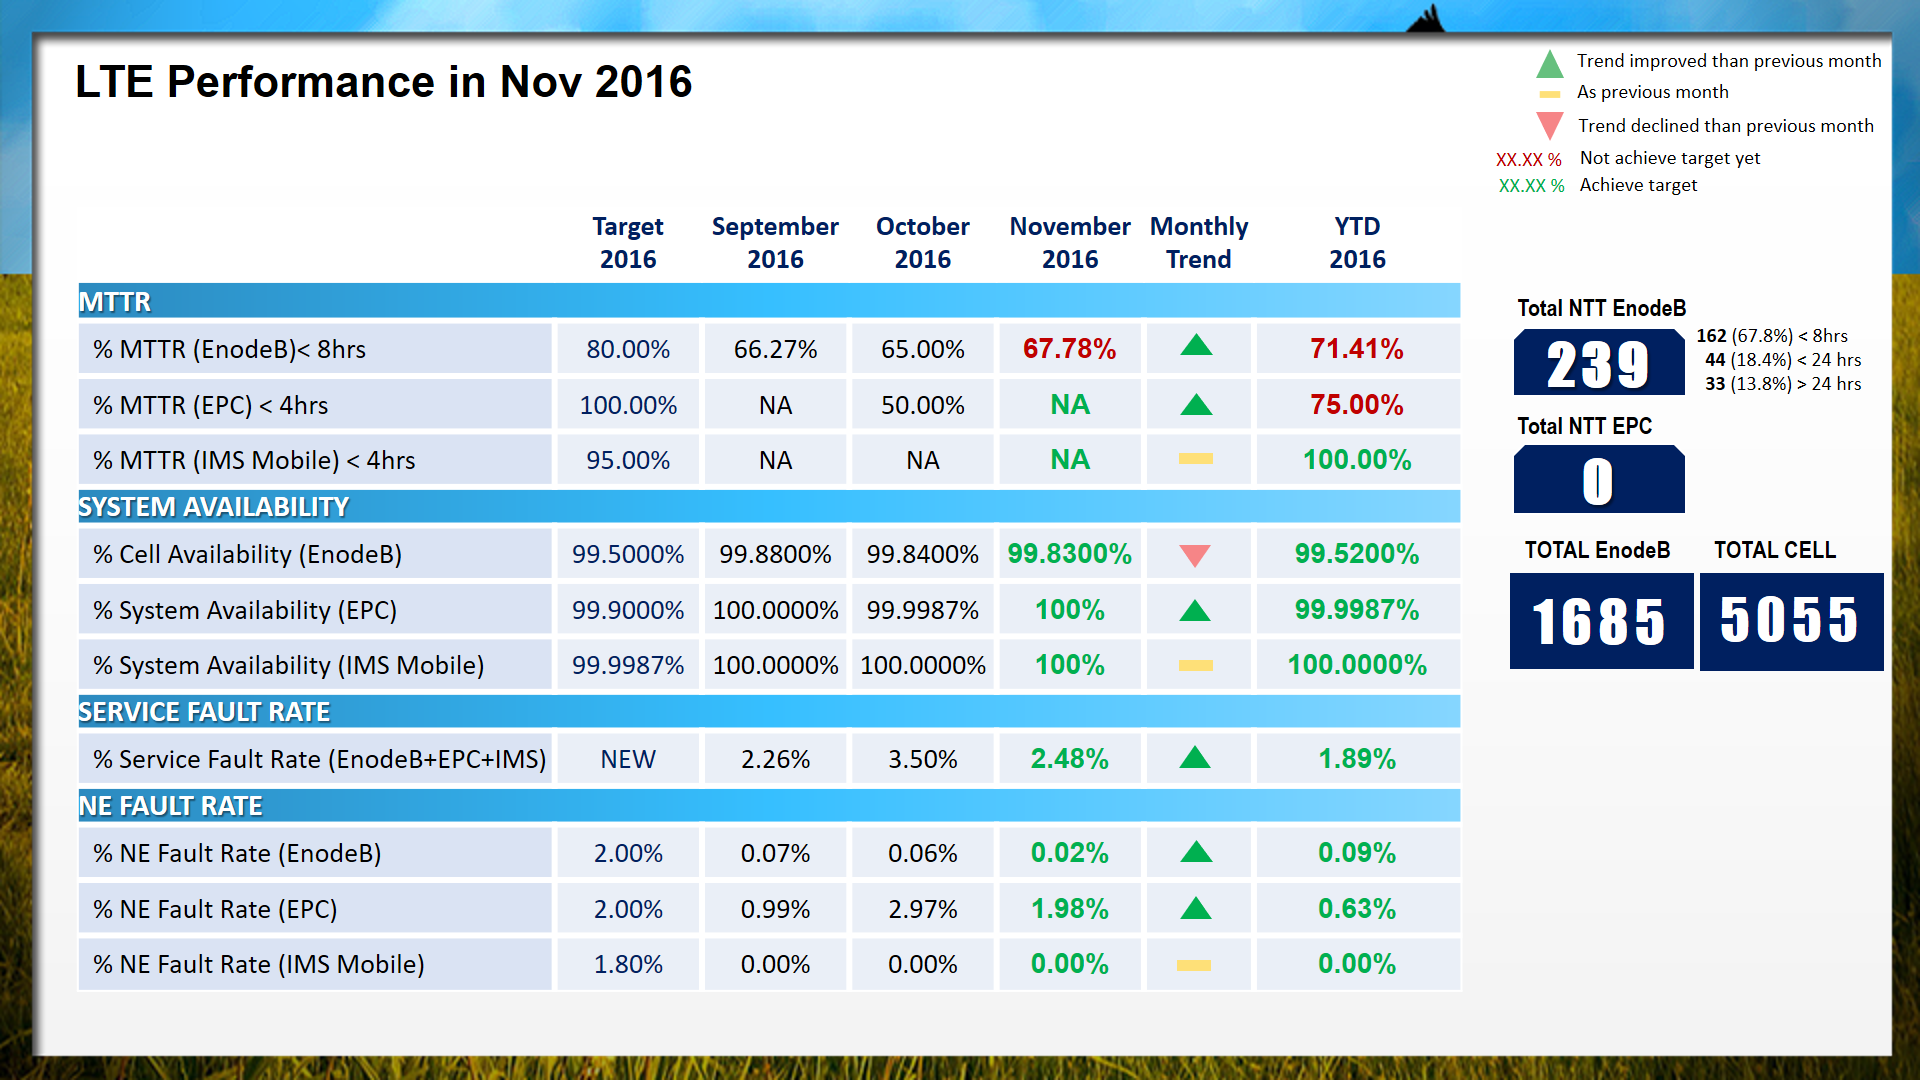 LTE Performance in Nov 2016
Trend improved than previous month
As previous month
Trend declined than previous month
XX.XX % Not achieve target yet
XX.XX % Achieve target
Target 2016 September 2016 October 2016 November 2016 Monthly Trend YTD 2016
MTTR
% MTTR (EnodeB)< 8hrs 80.00% 66.27% 65.00% 67.78% 71.41%
% MTTR (EPC) < 4hrs 100.00% NA 50.00% NA 75.00%
% MTTR (IMS Mobile) < 4hrs 95.00% NA NA NA 100.00%
SYSTEM AVAILABILITY
% Cell Availability (EnodeB) 99.5000% 99.8800% 99.8400% 99.8300% 99.5200%
% System Availability (EPC) 99.9000% 100.0000% 99.9987% 100% 99.9987%
% System Availability (IMS Mobile) 99.9987% 100.0000% 100.0000% 100% 100.0000%
SERVICE FAULT RATE
% Service Fault Rate (EnodeB+EPC+IMS) NEW 2.26% 3.50% 2.48% 1.89%
NE FAULT RATE
% NE Fault Rate (EnodeB) 2.00% 0.07% 0.06% 0.02% 0.09%
% NE Fault Rate (EPC) 2.00% 0.99% 2.97% 1.98% 0.63%
% NE Fault Rate (IMS Mobile) 1.80% 0.00% 0.00% 0.00% 0.00%
Total NTT EnodeB
239
162 (67.8%) < 8hrs
44 (18.4%) < 24 hrs
33 (13.8%) > 24 hrs
Total NTT EPC
0
TOTAL EnodeB TOTAL CELL
1685 5055